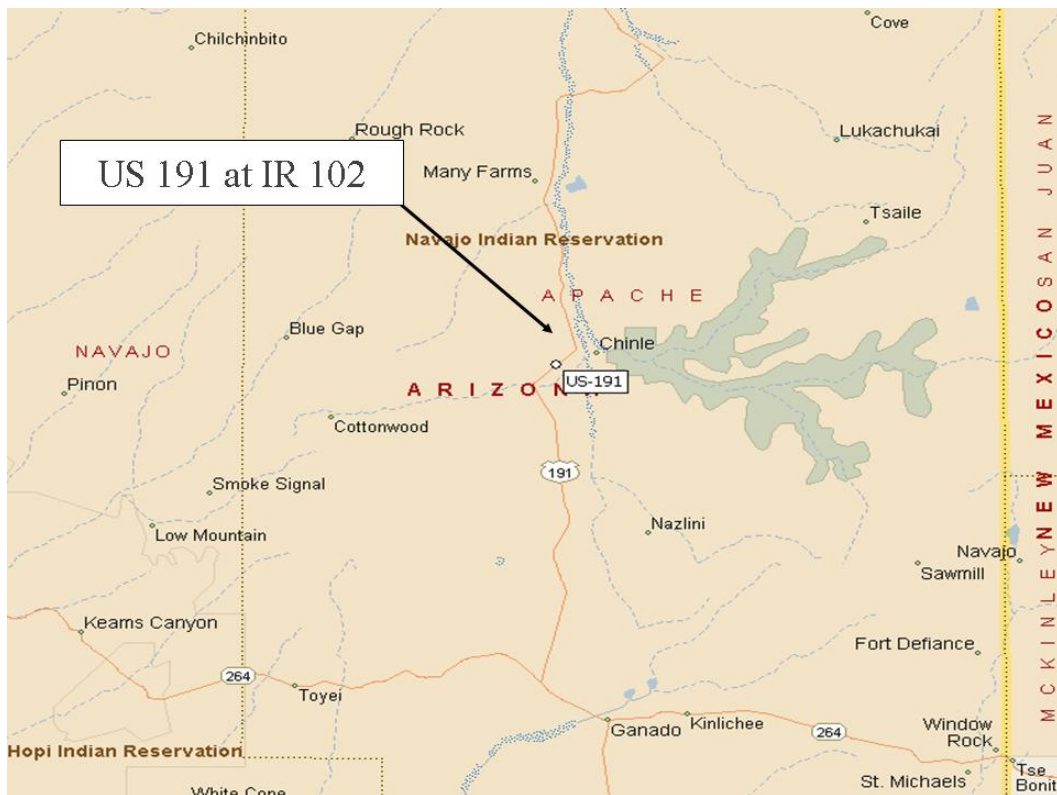 Cove
Chilchinbito
Rough Rock
Lukachukai
US 191 at IR 102
Many Farms
Tsaile
Navajo Indian Reservation
APACHE
Blue Gap
Chinle
NAVAJO
Pinon
US-191
ARIZONA
Cottonwood
191
Smoke Signal
Low Mountain
Nazlini
Navajo
Sawmill
Keams Canyon
Fort Defiance
264
Toyei
Ganado
Kinlichee
264
Window
Rock
Hopi Indian Reservation
St. Michaels
Tse
Bonit
White Cone
SAN JUAN
NEW MEXICO
MCKINLEY